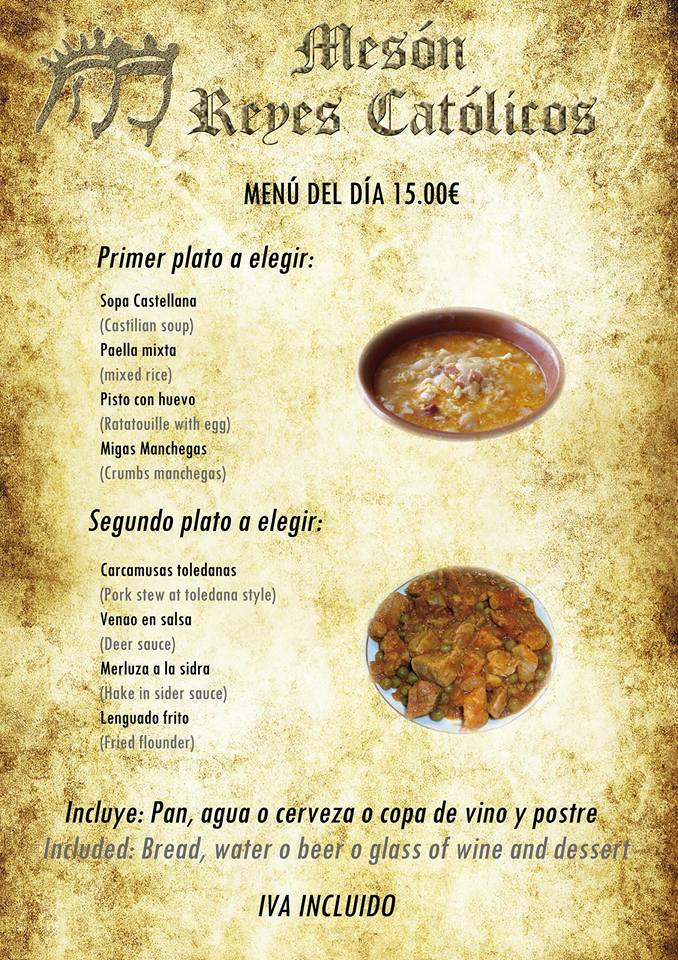 Mesón
Reyes Católicos
MENÚ DEL DÍA 15.00€
Primer plato a elegir:
Sopa Castellana
(Castilian soup)
Paella mixta
(mixed rice)
Pisto con huevo
(Ratatouille with egg)
Migas Manchegas
(Crumbs manchegas)
Segundo plato a elegir:
Carcamusas toledanas
(Pork stew at toledana style)
Venao en salsa
(Deer sauce)
Merluza a la sidra
(Hake in sider sauce)
Lenguado frito
(Fried flounder)
Incluye: Pan, agua o cerveza o copa de vino y postre
Included: Bread, water o beer o glass of wine and dessert
IVA INCLUIDO